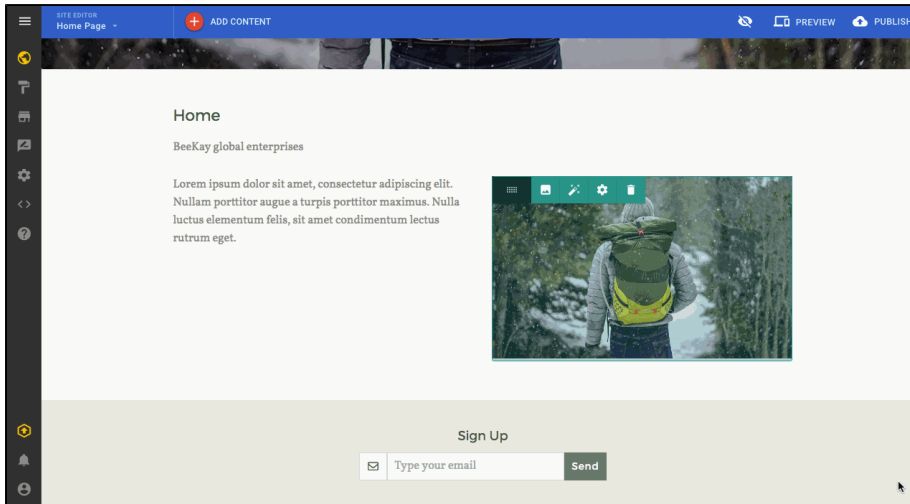 SITE EDITOR
Home Page
ADD CONTENT
PREVIEW
PUBLISH
Home
BeeKay global enterprises
Lorem ipsum dolor sit amet, consectetur adipiscing elit.
Nullam porttitor augue a turpis porttitor maximus. Nulla
luctus elementum felis, sit amet condimentum lectus
rutrum eget.
Sign Up
Type your email
Send